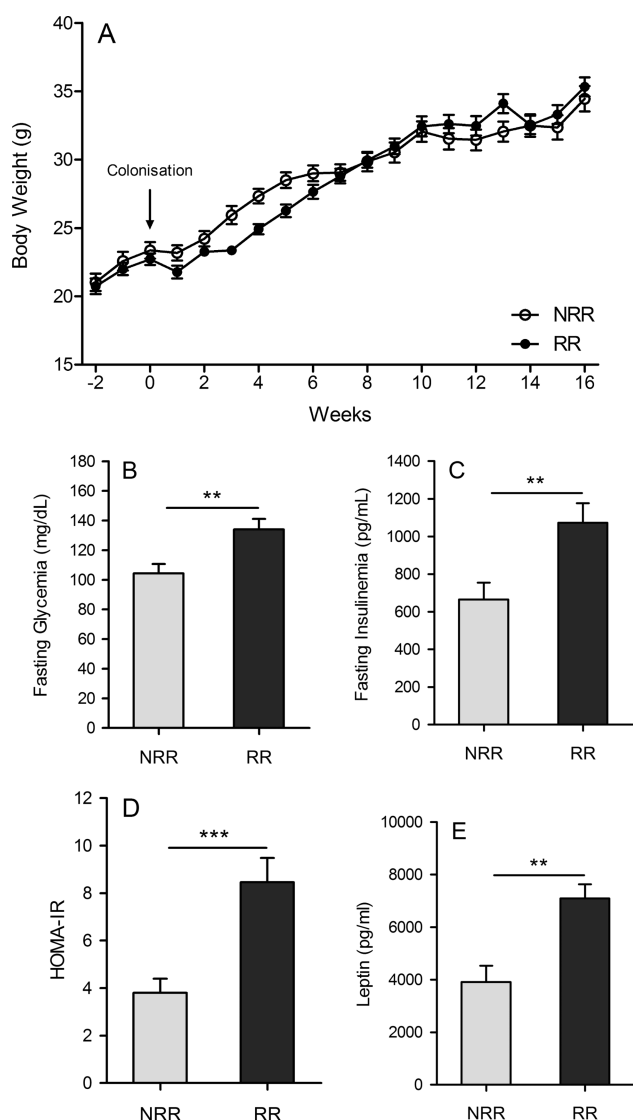 A
Body Weight (g)
40
35
30
25
20
15
Colonisation
NRR
RR
-2 0 2 4 6 8 10 12 14 16
Weeks
B
Fasting Glycemia (mg/dL)
180
160
140
120
100
80
60
40
20
0
**
NRR RR
C
Fasting Insulinemia (pg/mL)
1400
1200
1000
800
600
400
200
0
**
NRR RR
D
HOMA-IR
12
10
8
6
4
2
0
***
NRR RR
E
Leptin (pg/ml)
10000
8000
6000
4000
2000
0
**
NRR RR